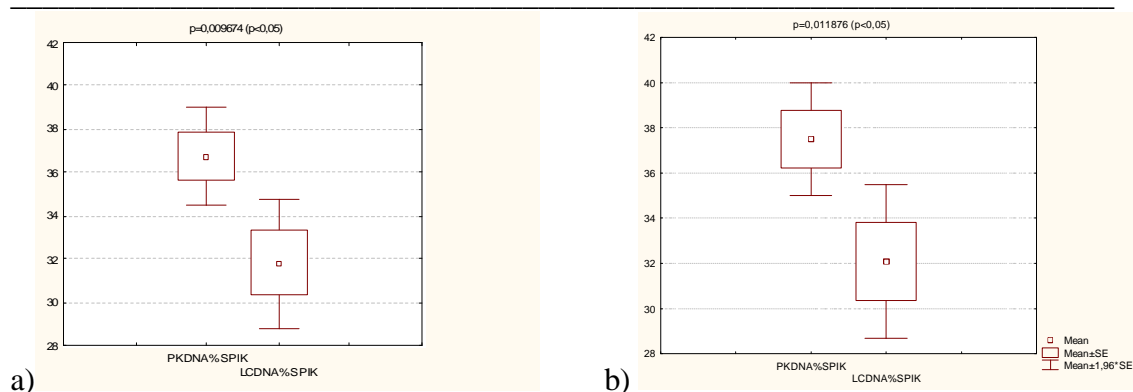 p=0,009674 (p<0,05)
42
40
38
36
34
32
30
28
PKDNA%SPIK
LCDNA%SPIK
a)
p=0,011876 (p<0,05)
42
40
38
36
34
32
30
28
PKDNA%SPIK
LCDNA%SPIK
Mean
Mean±SE
Mean±1,96*SE
b)